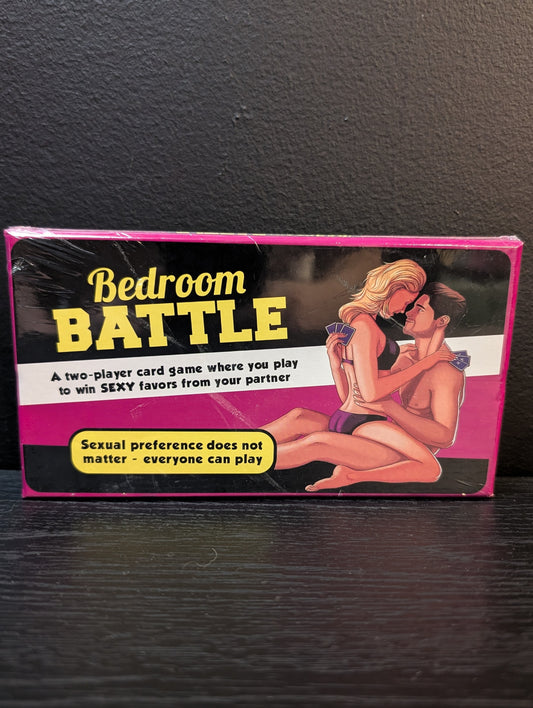 Bedroom
BATTLE
A two-player card game where you play
to win SEXY favors from your partner
Sexual preference does not
matter - everyone can play